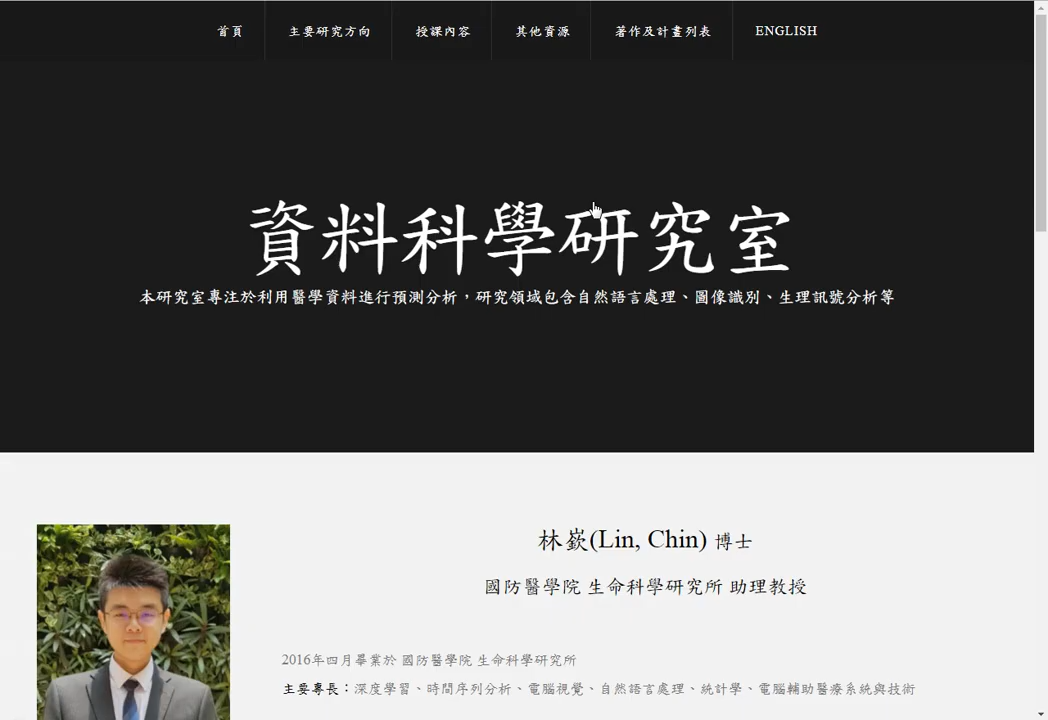 首頁
主要研究方向
授課內容
其他資源
著作及計畫列表
ENGLISH
資料科學研究室
本研究室專注於利用醫學資料進行預測分析，研究領域包含自然語言處理、圖像識別、生理訊號分析等
林嶔(Lin, Chin) 博士
國防醫學院 生命科學研究所 助理教授
2016年四月畢業於 國防醫學院 生命科學研究所
主要專長：深度學習、時間序列分析、電腦視覺、自然語言處理、統計學、電腦輔助醫療系統與技術